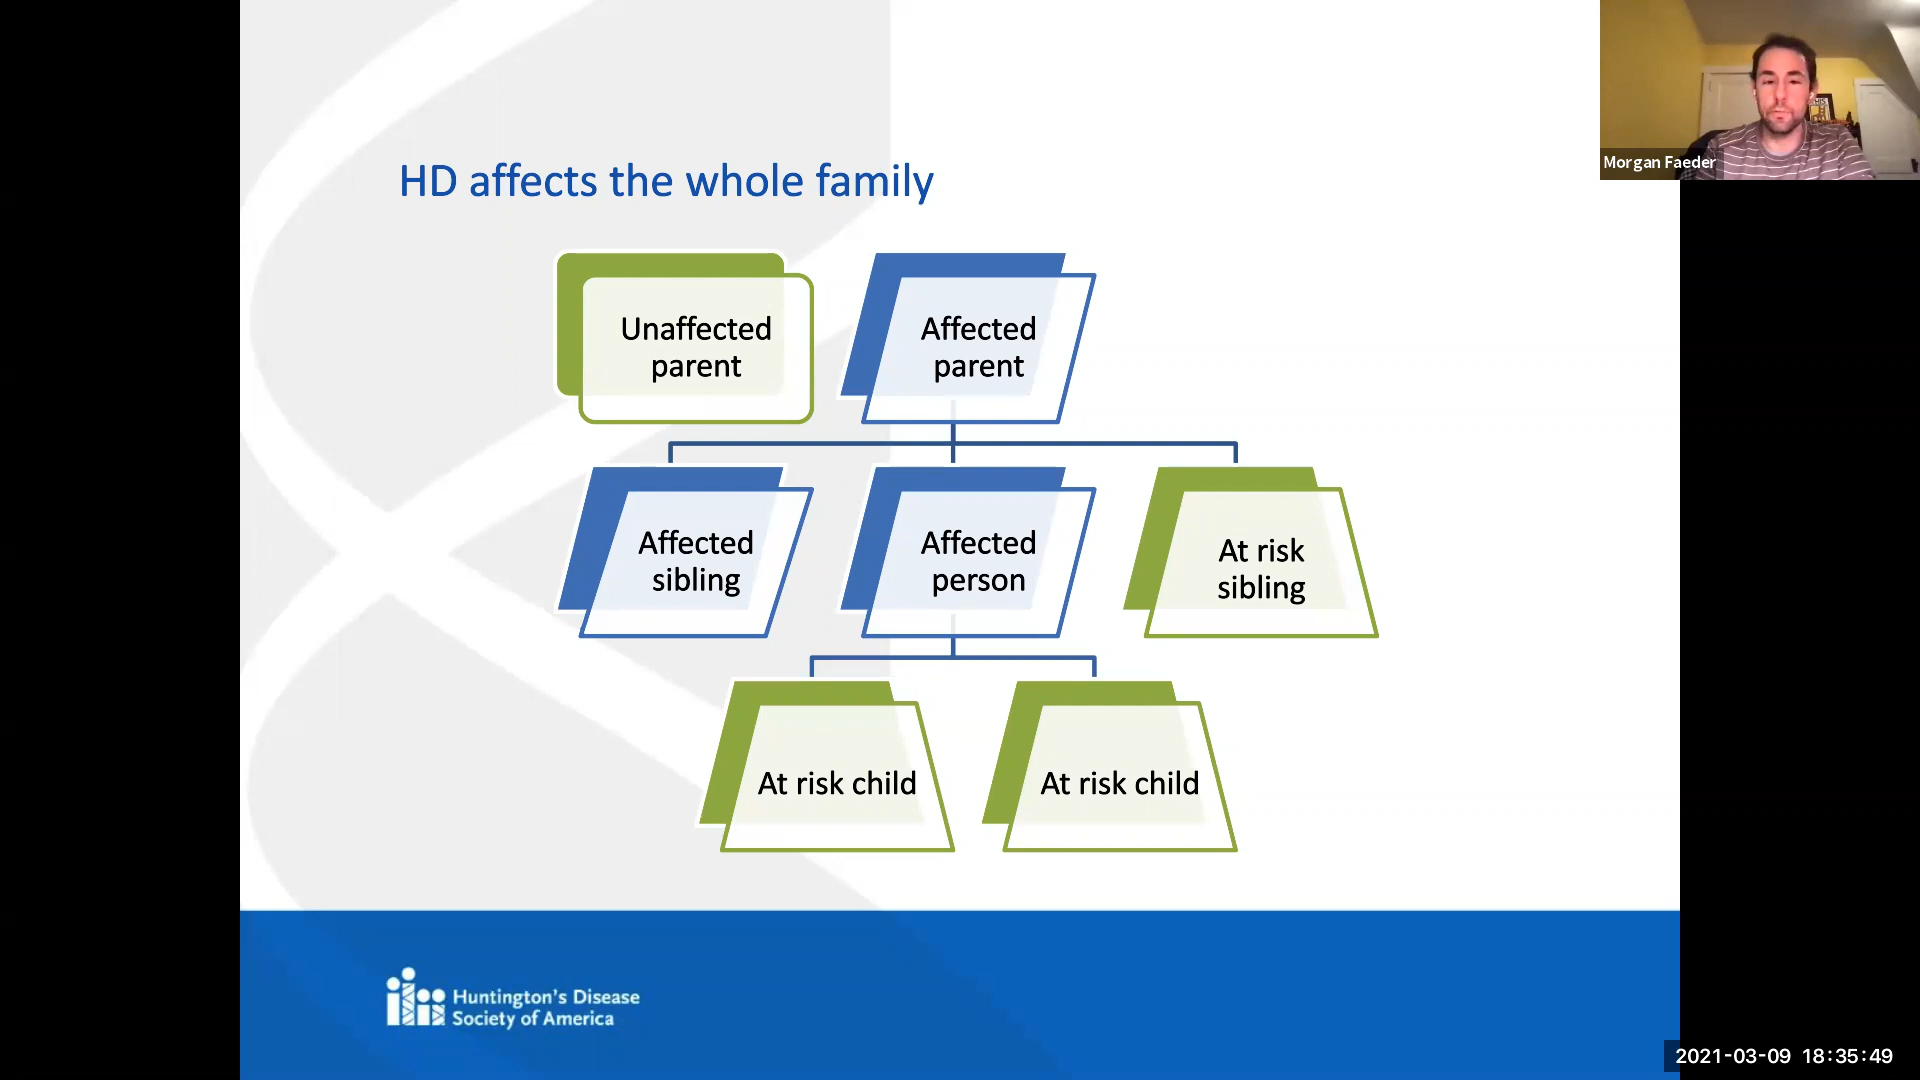 HD affects the whole family
Unaffected
parent
Affected
parent
Affected
sibling
Affected
person
At risk
sibling
At risk child
At risk child
Huntington's Disease
Society of America
Morgan Faeder
2021-03-09 18:35:49